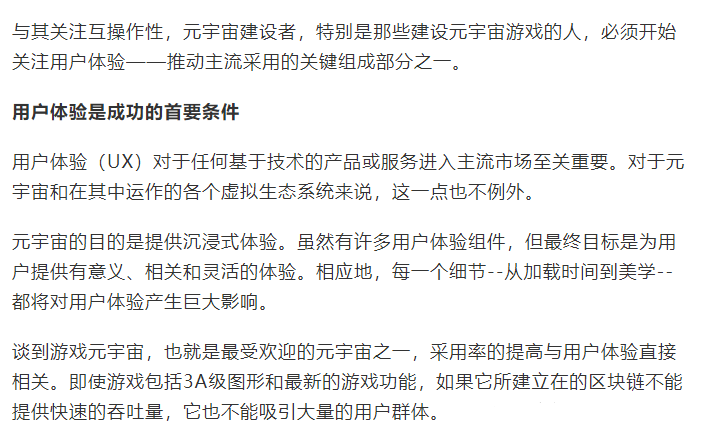 与其关注互操作性，元宇宙建设者，特别是那些建设元宇宙游戏的人，必须开始
关注用户体验——推动主流采用的关键组成部分之一。
用户体验是成功的首要条件
用户体验（UX）对于任何基于技术的产品或服务进入主流市场至关重要。对于元
宇宙和在其中运作的各个虚拟生态系统来说，这一点也不例外。
元宇宙的目的是提供沉浸式体验。虽然有许多用户体验组件，但最终目标是为用
户提供有意义、相关和灵活的体验。相应地，每一个细节--从加载时间到美学--
都将对用户体验产生巨大影响。
谈到游戏元宇宙，也就是最受欢迎的元宇宙之一，采用率的提高与用户体验直接
相关。即使游戏包括3A级图形和最新的游戏功能，如果它所建立在的区块链不能
提供快速的吞吐量，它也不能吸引大量的用户群体。